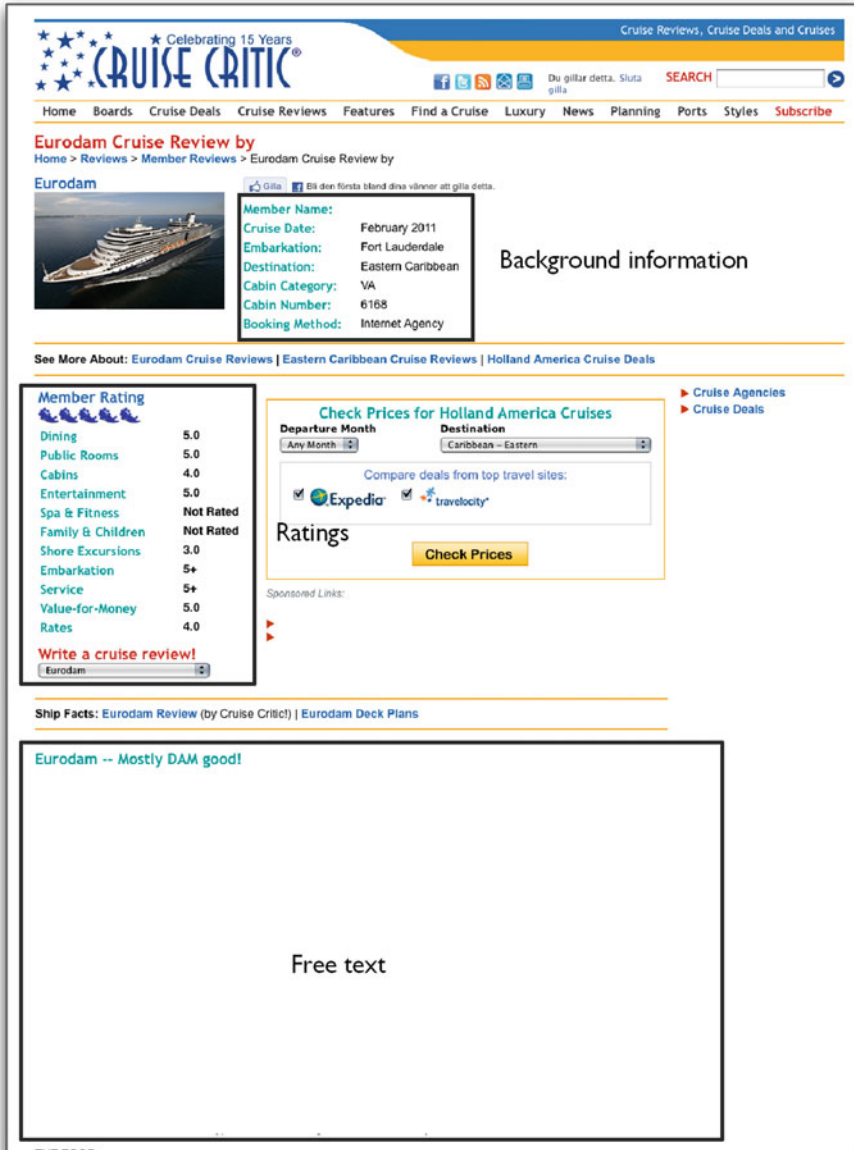 Cruise Reviews, Cruise Deals and Cruises
Celebrating 15 Years
CRUISE CRITIC®
Du gillar detta. Sluta
gilla
SEARCH
Home Boards Cruise Deals Cruise Reviews Features Find a Cruise Luxury News Planning Ports Styles Subscribe
Eurodam Cruise Review by
Home > Reviews > Member Reviews > Eurodam Cruise Review by
Eurodam
Gilla Bli den första bland dina vänner att gilla detta.
Member Name:
Cruise Date: February 2011
Embarkation: Fort Lauderdale
Destination: Eastern Caribbean
Cabin Category: VA
Cabin Number: 6168
Booking Method: Internet Agency
Background information
See More About: Eurodam Cruise Reviews | Eastern Caribbean Cruise Reviews | Holland America Cruise Deals
Member Rating
Dining 5.0
Public Rooms 5.0
Cabins 4.0
Entertainment 5.0
Spa & Fitness Not Rated
Family & Children Not Rated
Shore Excursions 3.0
Embarkation 5+
Service 5+
Value-for-Money 5.0
Rates 4.0
Write a cruise review!
Eurodam
Check Prices for Holland America Cruises
Departure Month Destination
Any Month Caribbean – Eastern
Compare deals from top travel sites:
Expedia travelocity
Ratings
Check Prices
Sponsored Links:
Cruise Agencies
Cruise Deals
Ship Facts: Eurodam Review (by Cruise Critic!) | Eurodam Deck Plans
Eurodam -- Mostly DAM good!
Free text